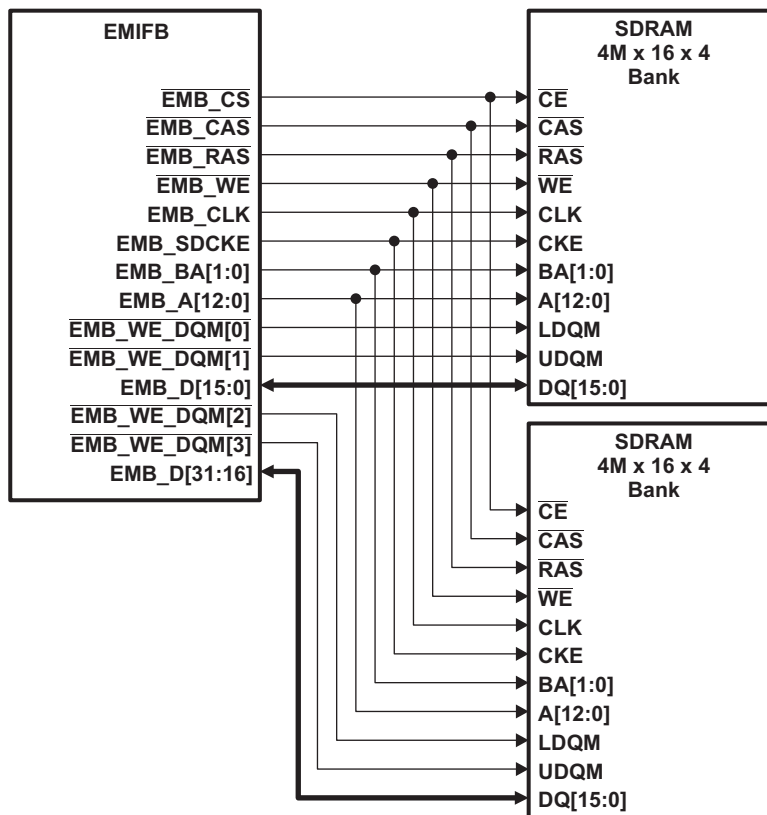 EMIFB
EMB_CS
EMB_CAS
EMB_RAS
EMB_WE
EMB_CLK
EMB_SDCKE
EMB_BA[1:0]
EMB_A[12:0]
EMB_WE_DQM[0]
EMB_WE_DQM[1]
EMB_D[15:0]
EMB_WE_DQM[2]
EMB_WE_DQM[3]
EMB_D[31:16]
SDRAM
4M x 16 x 4
Bank
CE
CAS
RAS
WE
CLK
CKE
BA[1:0]
A[12:0]
LDQM
UDQM
DQ[15:0]
SDRAM
4M x 16 x 4
Bank
CE
CAS
RAS
WE
CLK
CKE
BA[1:0]
A[12:0]
LDQM
UDQM
DQ[15:0]